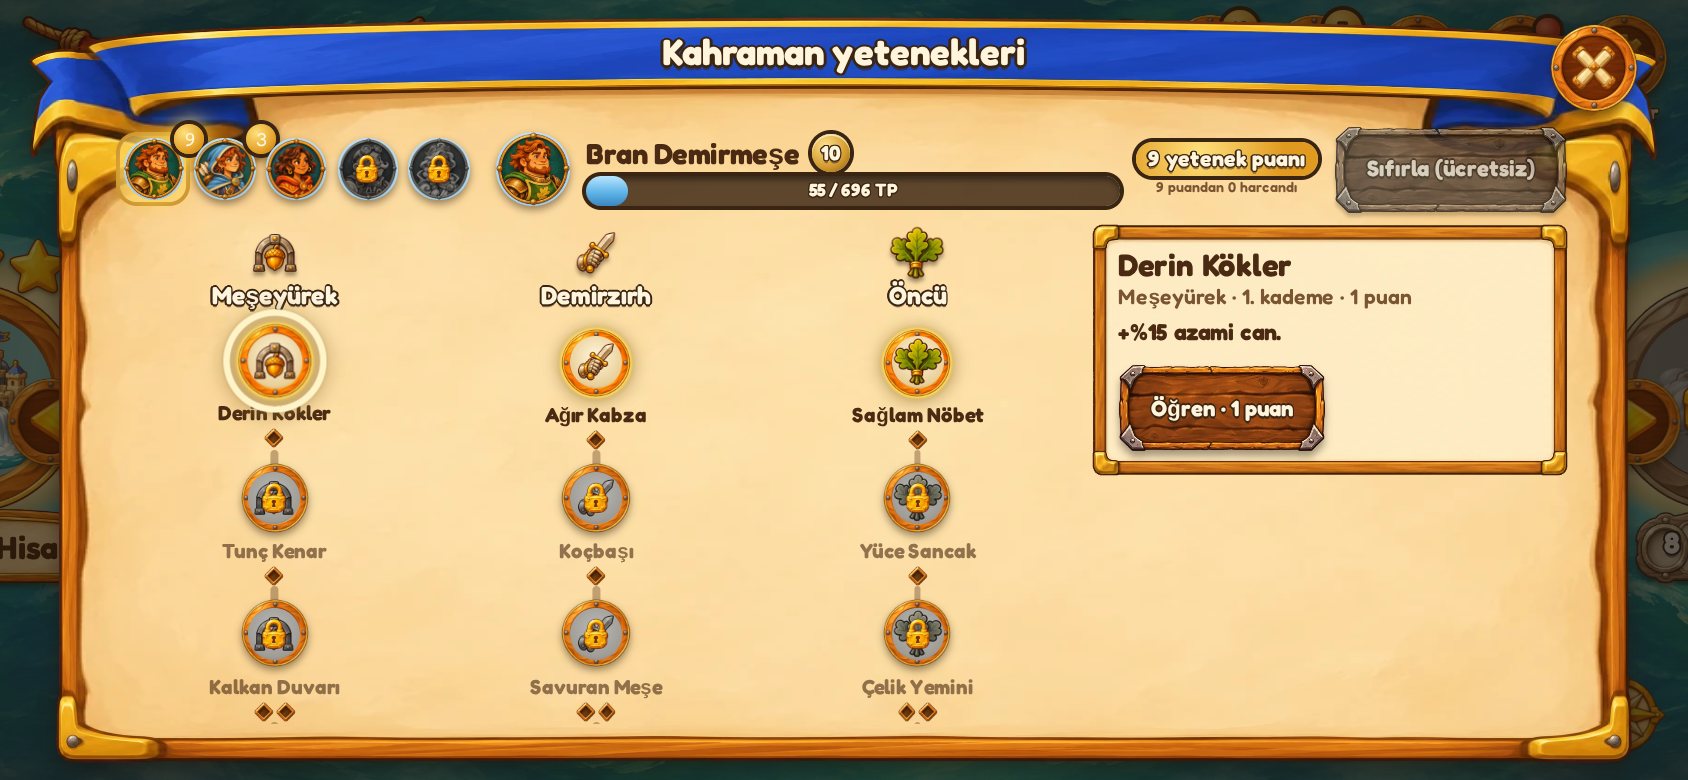 Kahraman yetenekleri
9
3
Bran Demirmeşe 10
55 / 696 TP
9 yetenek puanı
9 puandan 0 harcandı
Sıfırla (ücretsiz)
Meşeyürek
Demirzırh
Öncü
Derin Kökler
Ağır Kabza
Sağlam Nöbet
Tunç Kenar
Koçbaşı
Yüce Sancak
Kalkan Duvarı
Savuran Meşe
Çelik Yemini
Derin Kökler
Meşeyürek · 1. kademe · 1 puan
+%15 azami can.
Öğren · 1 puan
Hisa
8